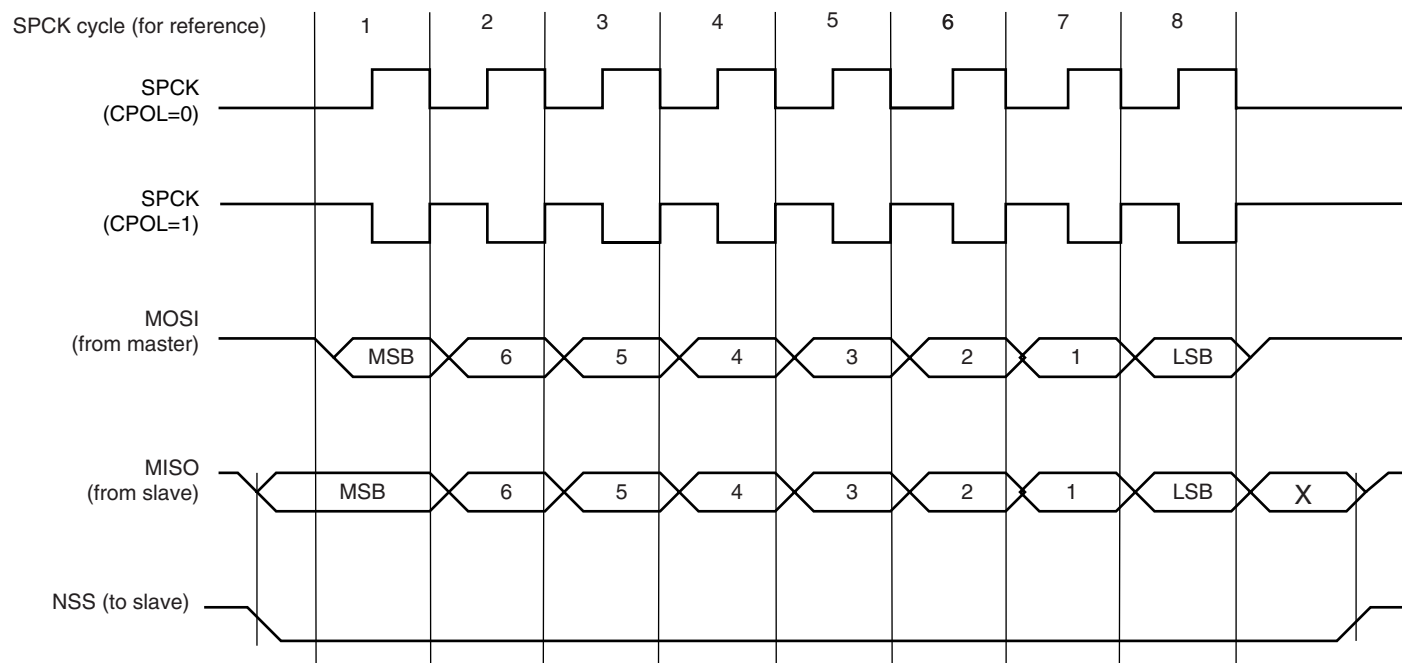 SPCK cycle (for reference) 1 2 3 4 5 6 7 8
SPCK
(CPOL=0)
SPCK
(CPOL=1)
MOSI
(from master)
MSB 6 5 4 3 2 1 LSB
MISO
(from slave)
MSB 6 5 4 3 2 1 LSB X
NSS (to slave)